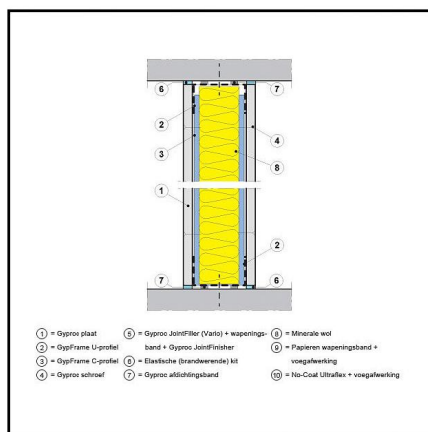 6 7
2 4
3 8
1
2
7 6
1 = Gyproc plaat
2 = GypFrame U-profiel
3 = GypFrame C-profiel
4 = Gyproc schroef
5 = Gyproc JointFiller (Vario) + wapenings-
band + Gyproc JointFinisher
6 = Elastische (brandwerende) kit
7 = Gyproc afdichtingsband
8 = Minerale wol
9 = Papieren wapeningsband +
voegafwerking
10 = No-Coat Ultraflex + voegafwerking